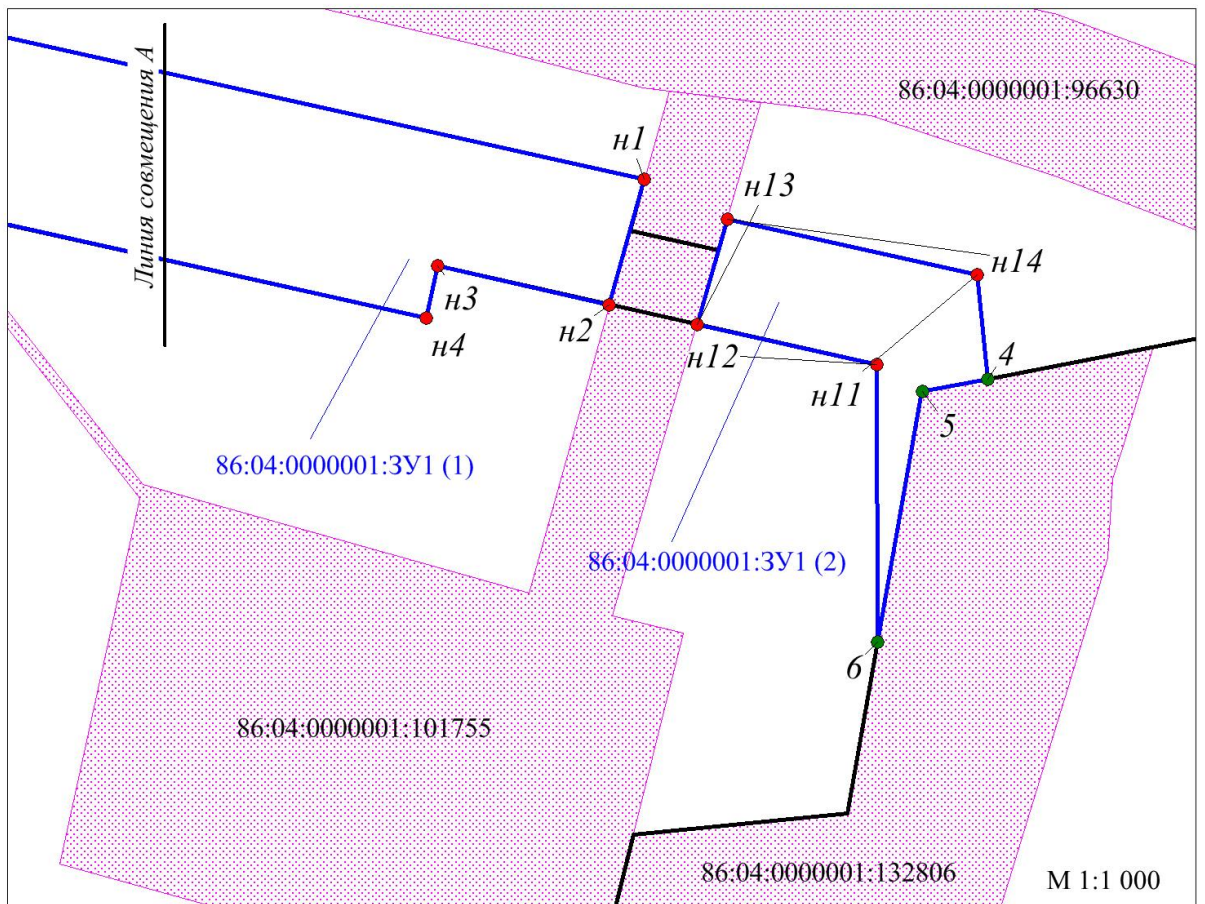 Линия совмещения А
86:04:0000001:96630
н1
н13
н14
н3
н2
н4
н12
4
н11
5
86:04:0000001:ЗУ1 (1)
86:04:0000001:ЗУ1 (2)
6
86:04:0000001:101755
86:04:0000001:132806
М 1:1 000